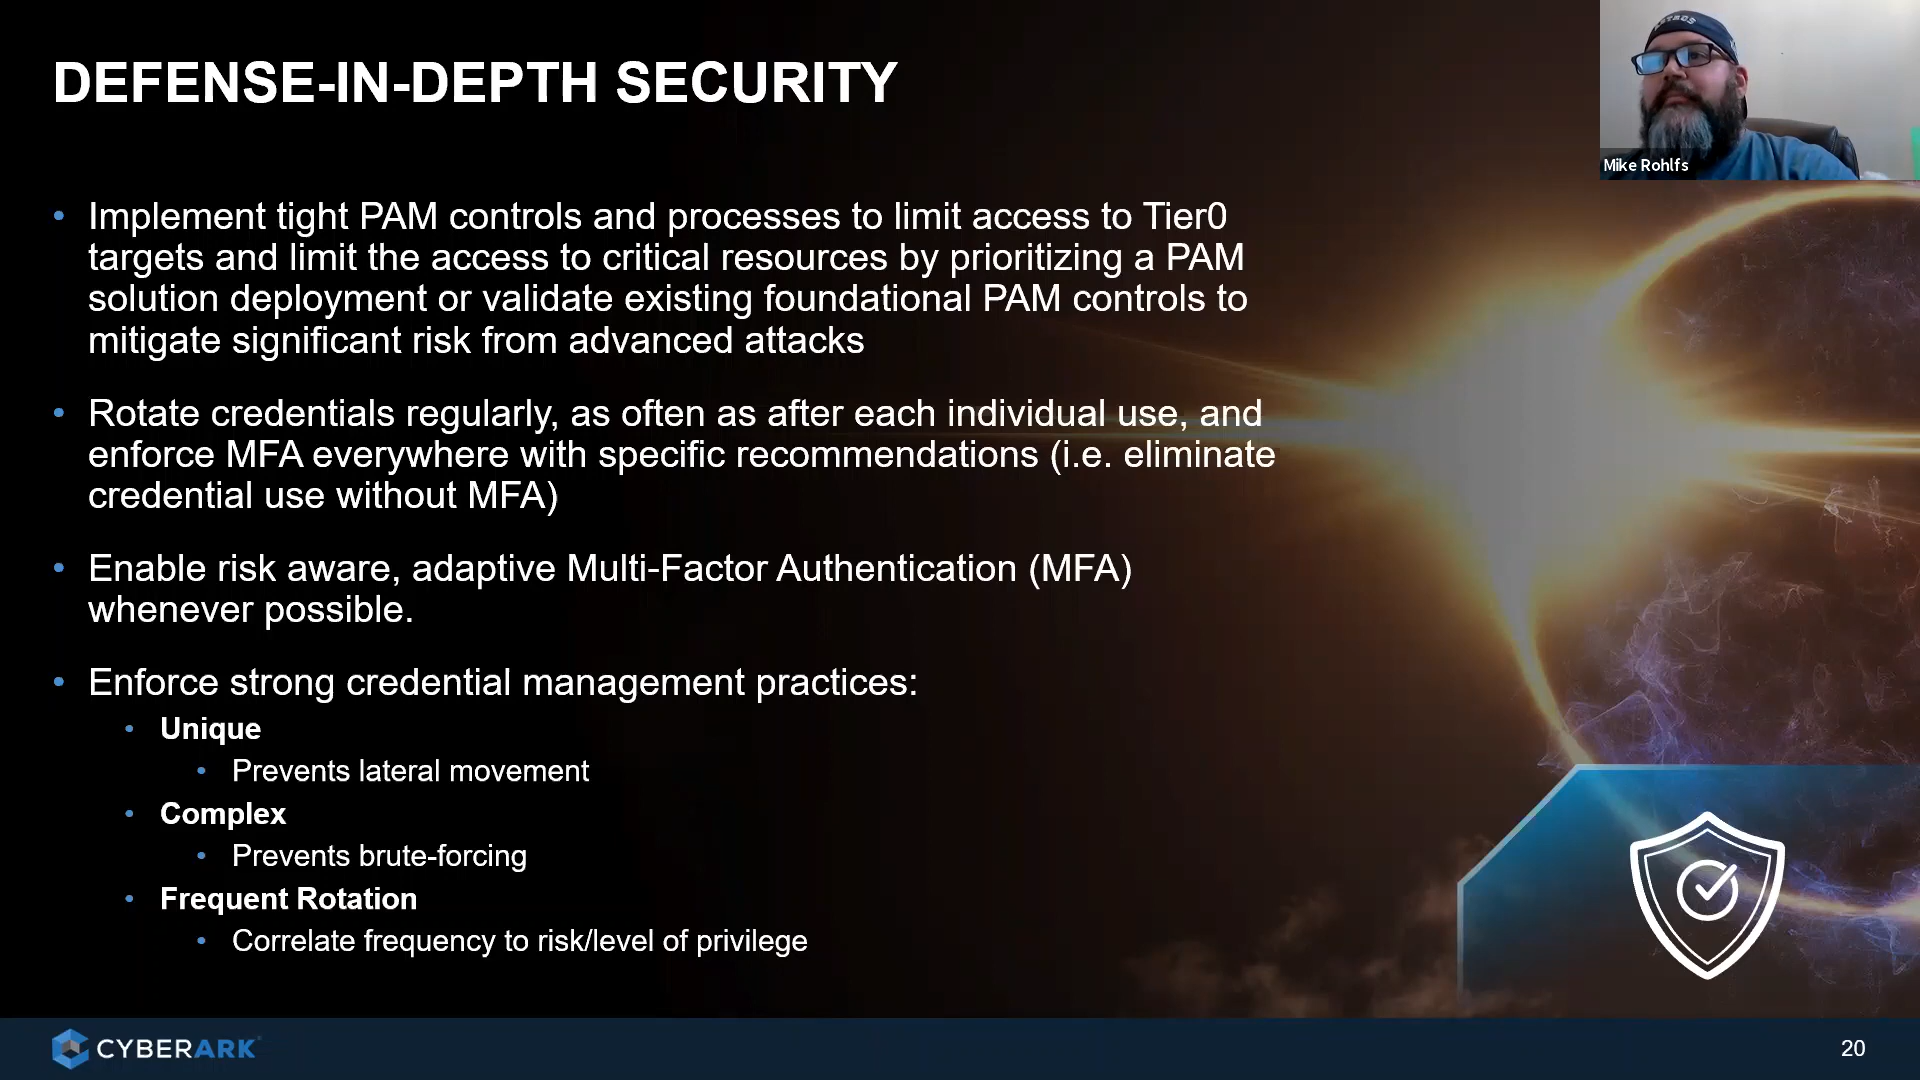 DEFENSE-IN-DEPTH SECURITY
Mike Rohlfs
• Implement tight PAM controls and processes to limit access to Tier0
targets and limit the access to critical resources by prioritizing a PAM
solution deployment or validate existing foundational PAM controls to
mitigate significant risk from advanced attacks
• Rotate credentials regularly, as often as after each individual use, and
enforce MFA everywhere with specific recommendations (i.e. eliminate
credential use without MFA)
• Enable risk aware, adaptive Multi-Factor Authentication (MFA)
whenever possible.
• Enforce strong credential management practices:
• Unique
• Prevents lateral movement
• Complex
• Prevents brute-forcing
• Frequent Rotation
• Correlate frequency to risk/level of privilege
CYBERARK
20